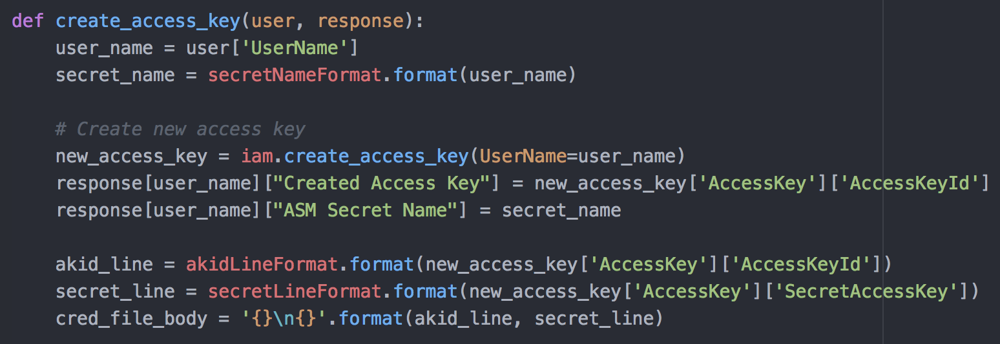 def create_access_key(user, response):
    user_name = user['UserName']
    secret_name = secretNameFormat.format(user_name)

    # Create new access key
    new_access_key = iam.create_access_key(UserName=user_name)
    response[user_name]["Created Access Key"] = new_access_key['AccessKey']['AccessKeyId']
    response[user_name]["ASM Secret Name"] = secret_name

    akid_line = akidLineFormat.format(new_access_key['AccessKey']['AccessKeyId'])
    secret_line = secretLineFormat.format(new_access_key['AccessKey']['SecretAccessKey'])
    cred_file_body = '{}\n{}'.format(akid_line, secret_line)